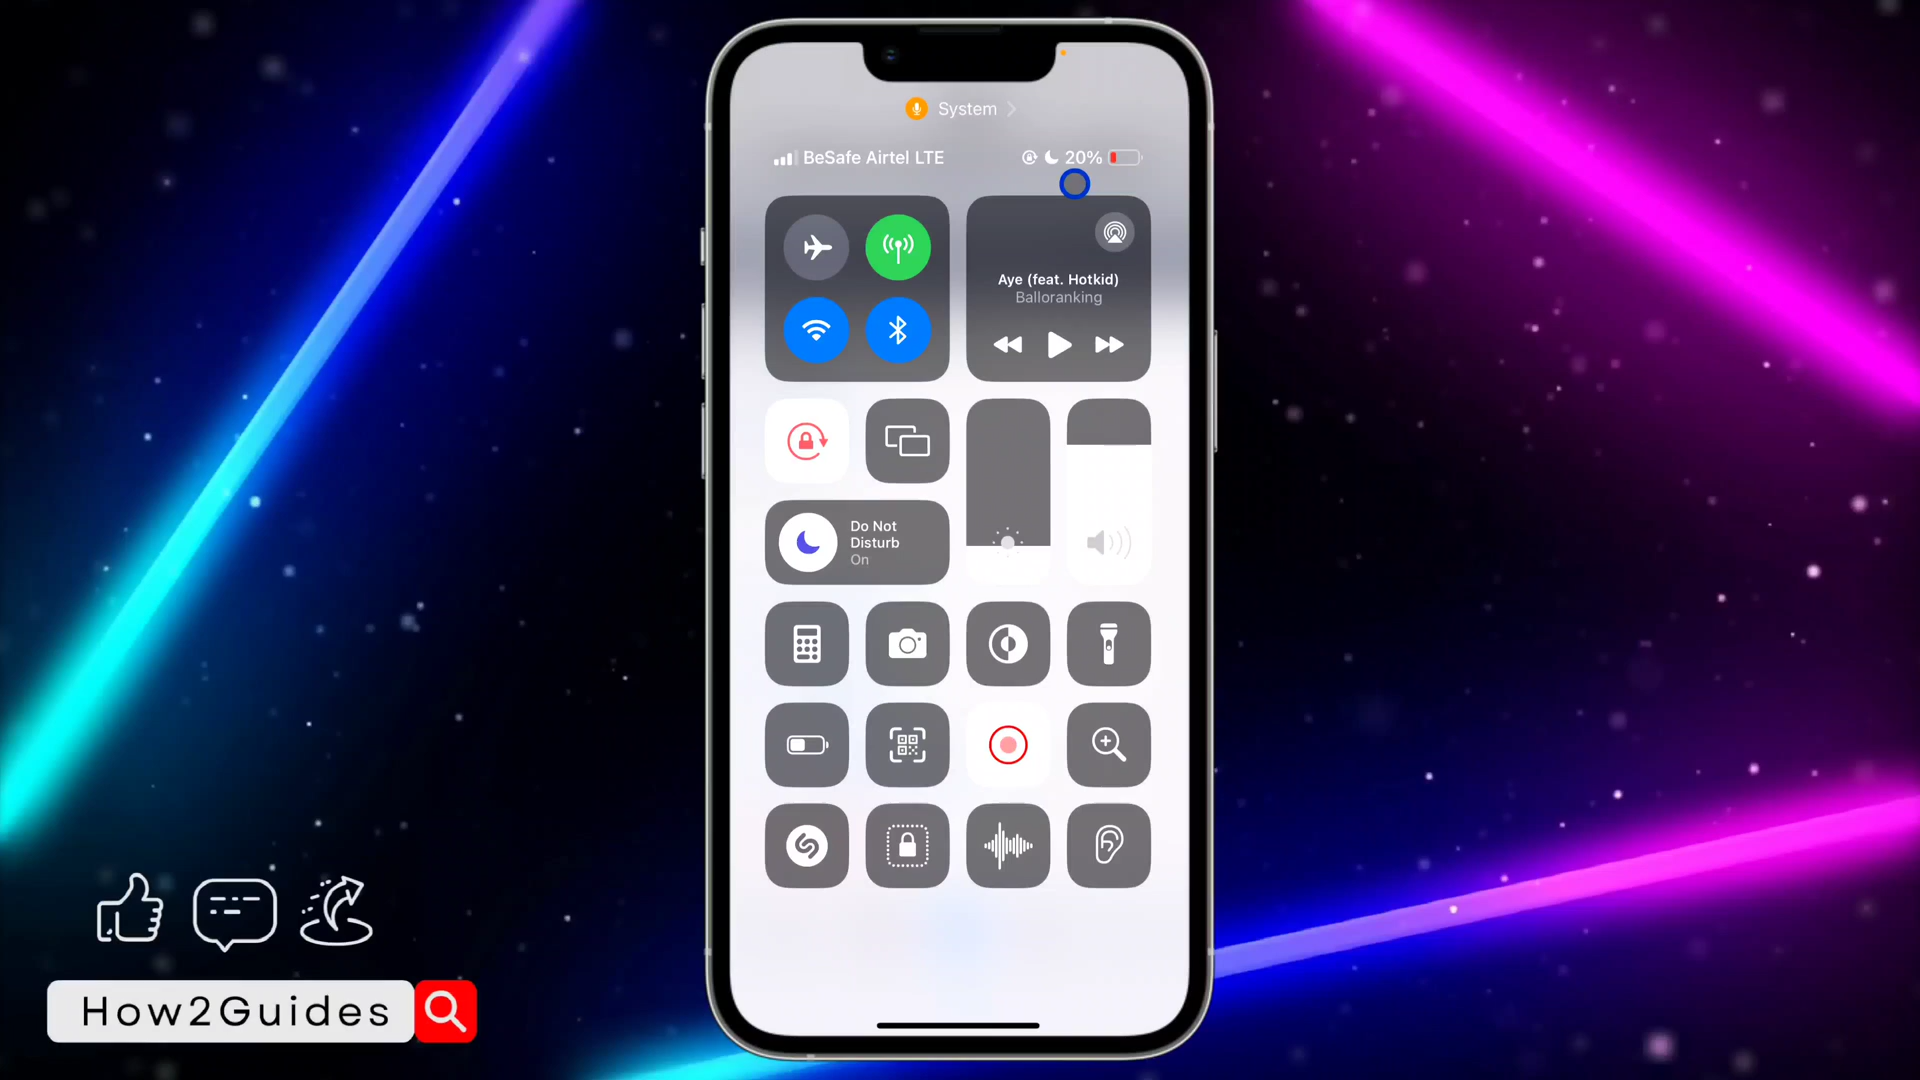 System
BeSafe Airtel LTE
20%
Aye (feat. Hotkid)
Balloranking
Do Not
Disturb
On
How2Guides